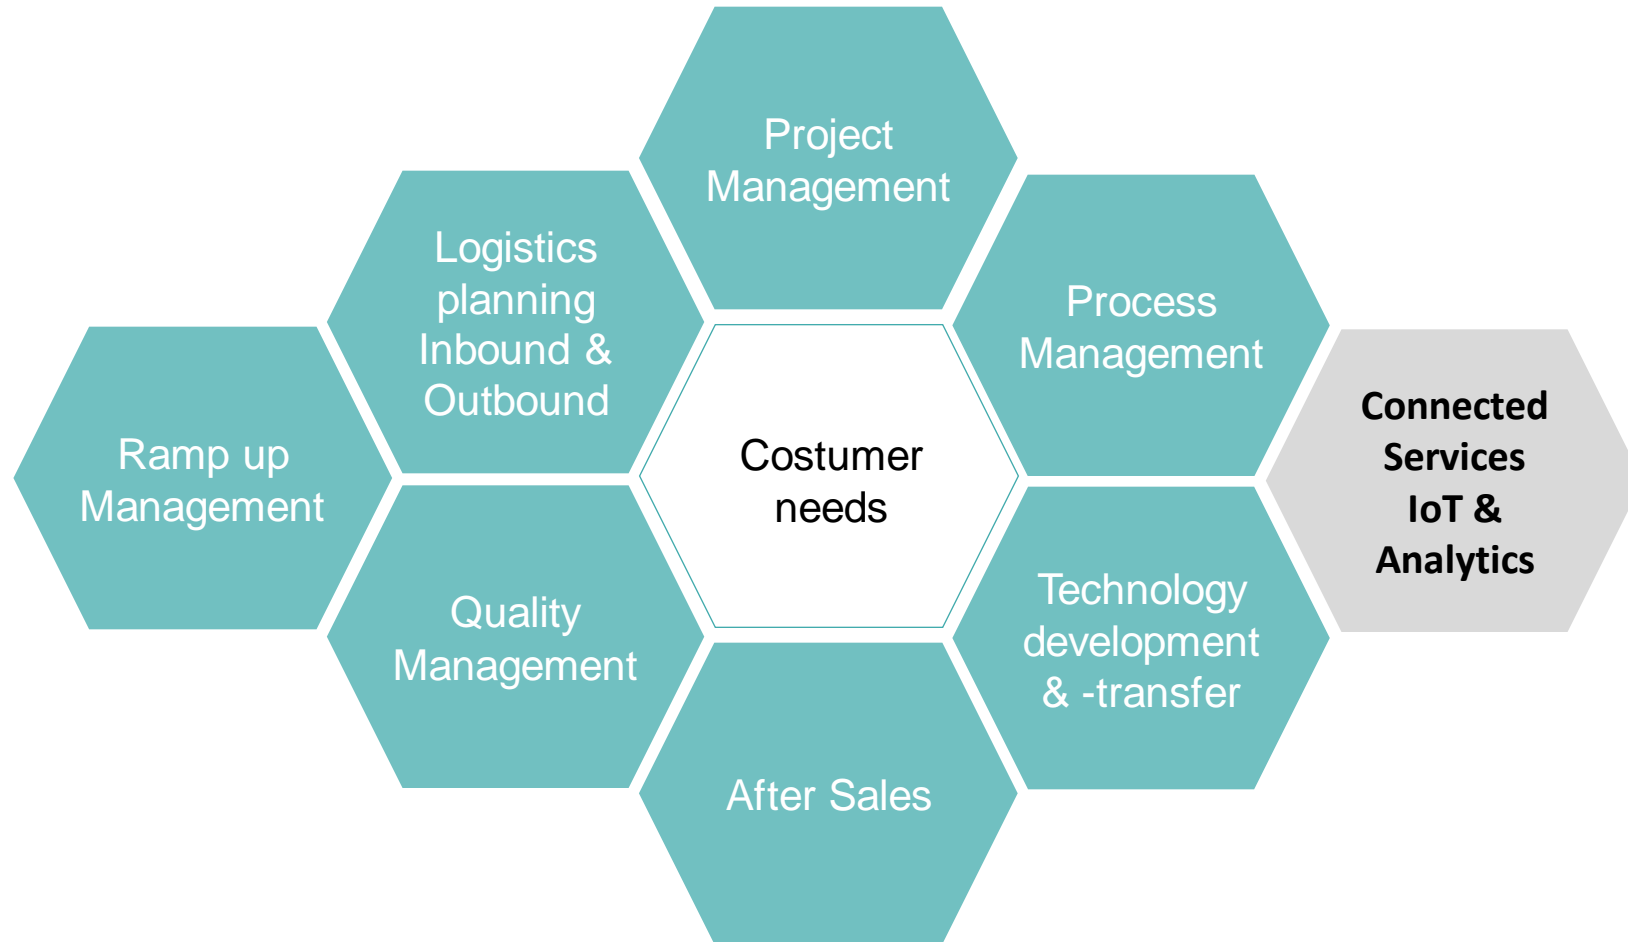 Project
Management
Logistics
planning
Inbound &
Outbound
Process
Management
Ramp up
Management
Costumer
needs
Connected
Services
IoT &
Analytics
Quality
Management
Technology
development
& -transfer
After Sales